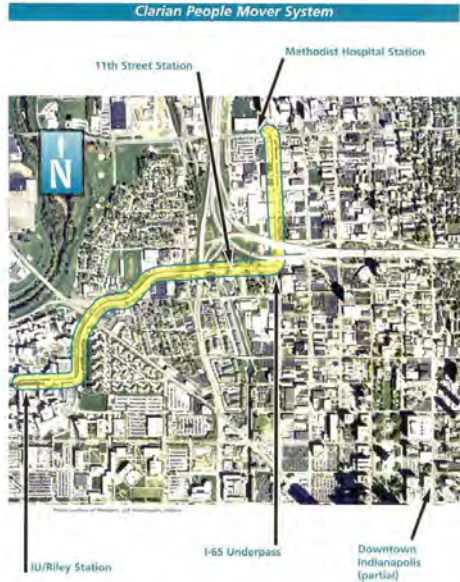 Clarian People Mover System
Methodist Hospital Station
11th Street Station
N
I-65 Underpass
Downtown
Indianapolis
(partial)
IU/Riley Station